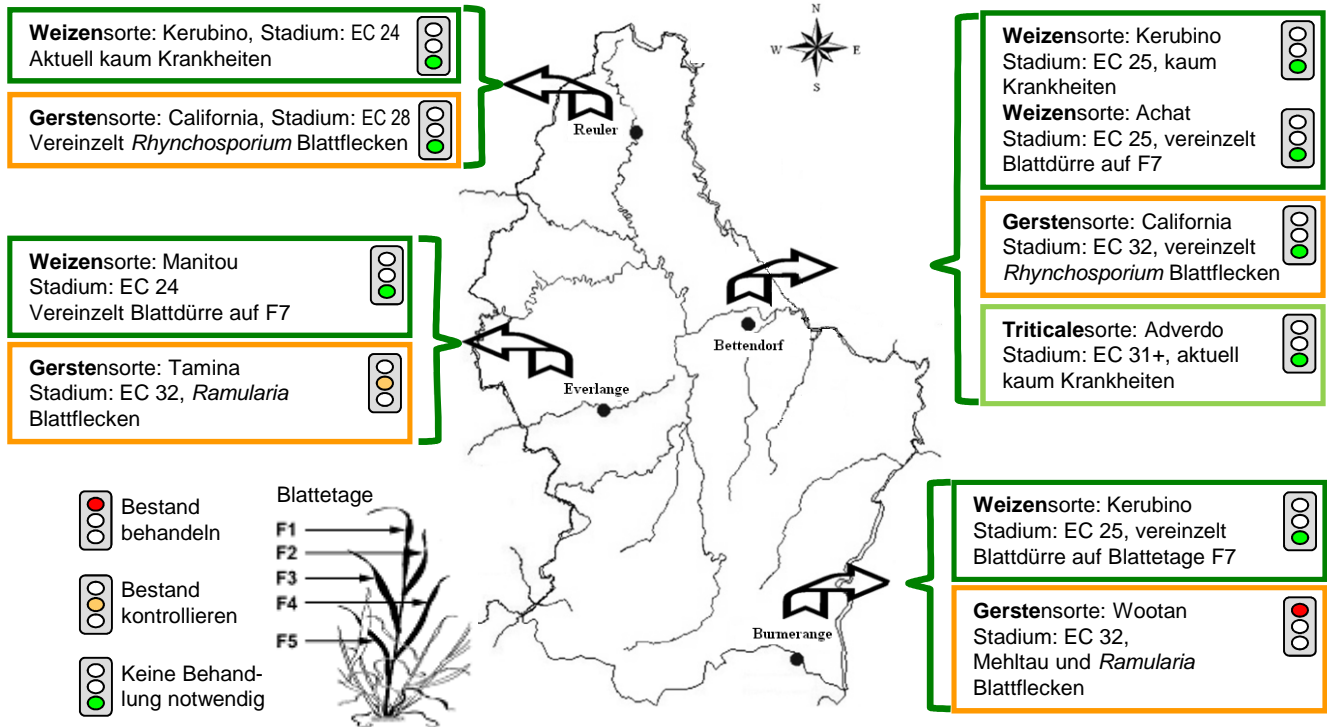 Weizensorte: Kerubino, Stadium: EC 24
Aktuell kaum Krankheiten
Gerstensorte: California, Stadium: EC 28
Vereinzelt Rhynchosporium Blattflecken
Weizensorte: Manitou
Stadium: EC 24
Vereinzelt Blattdürre auf F7
Gerstensorte: Tamina
Stadium: EC 32, Ramularia
Blattflecken
Bestand
behandeln
Bestand
kontrollieren
Keine Behand-
lung notwendig
Blattetage
F1
F2
F3
F4
F5
N
W
E
S
Reuler
Bettendorf
Everlange
Burmerange
Weizensorte: Kerubino
Stadium: EC 25, kaum
Krankheiten
Weizensorte: Achat
Stadium: EC 25, vereinzelt
Blattdürre auf F7
Gerstensorte: California
Stadium: EC 32, vereinzelt
Rhynchosporium Blattflecken
Triticalesorte: Adverdo
Stadium: EC 31+, aktuell
kaum Krankheiten
Weizensorte: Kerubino
Stadium: EC 25, vereinzelt
Blattdürre auf Blattetage F7
Gerstensorte: Wootan
Stadium: EC 32,
Mehltau und Ramularia
Blattflecken